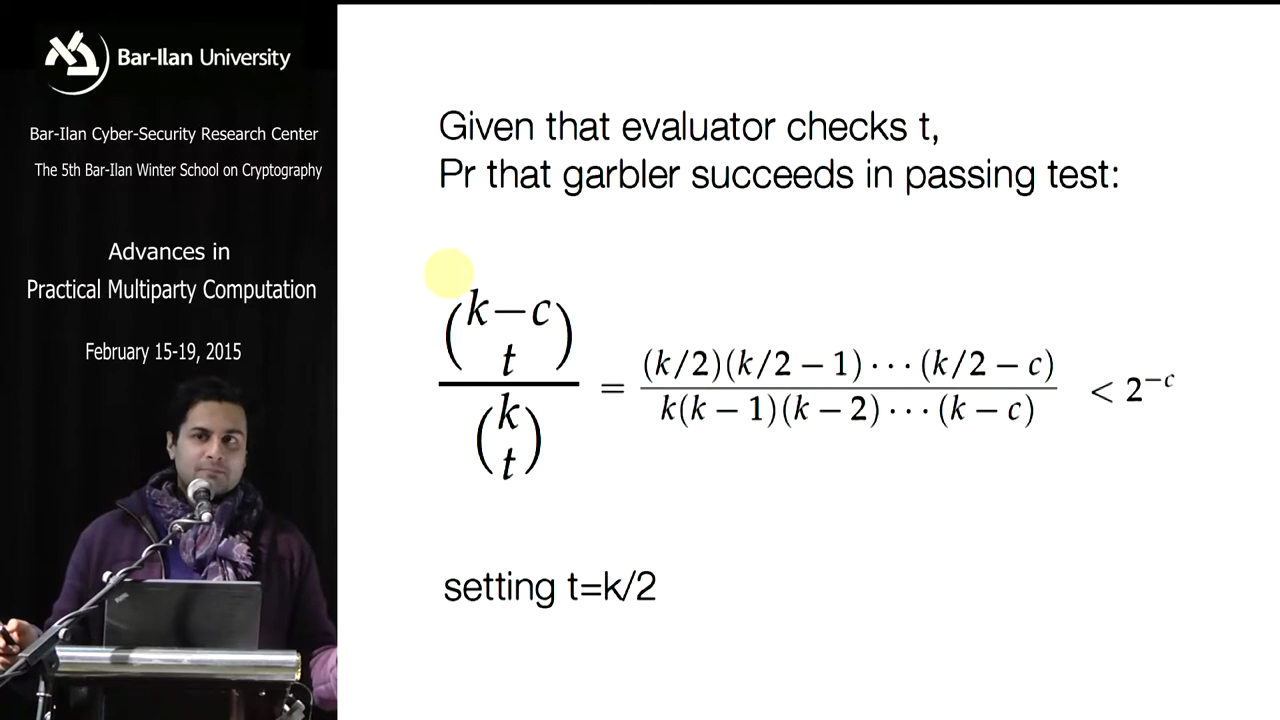 Bar-Ilan University
Bar-Ilan Cyber-Security Research Center
The 5th Bar-Ilan Winter School on Cryptography
Advances in
Practical Multiparty Computation
February 15-19, 2015
Given that evaluator checks t,
Pr that garbler succeeds in passing test:
(k−c
t)
(k
t)
= (k/2)(k/2 − 1) · · · (k/2 − c)
k(k − 1)(k − 2) · · · (k − c)
< 2^−c
setting t=k/2